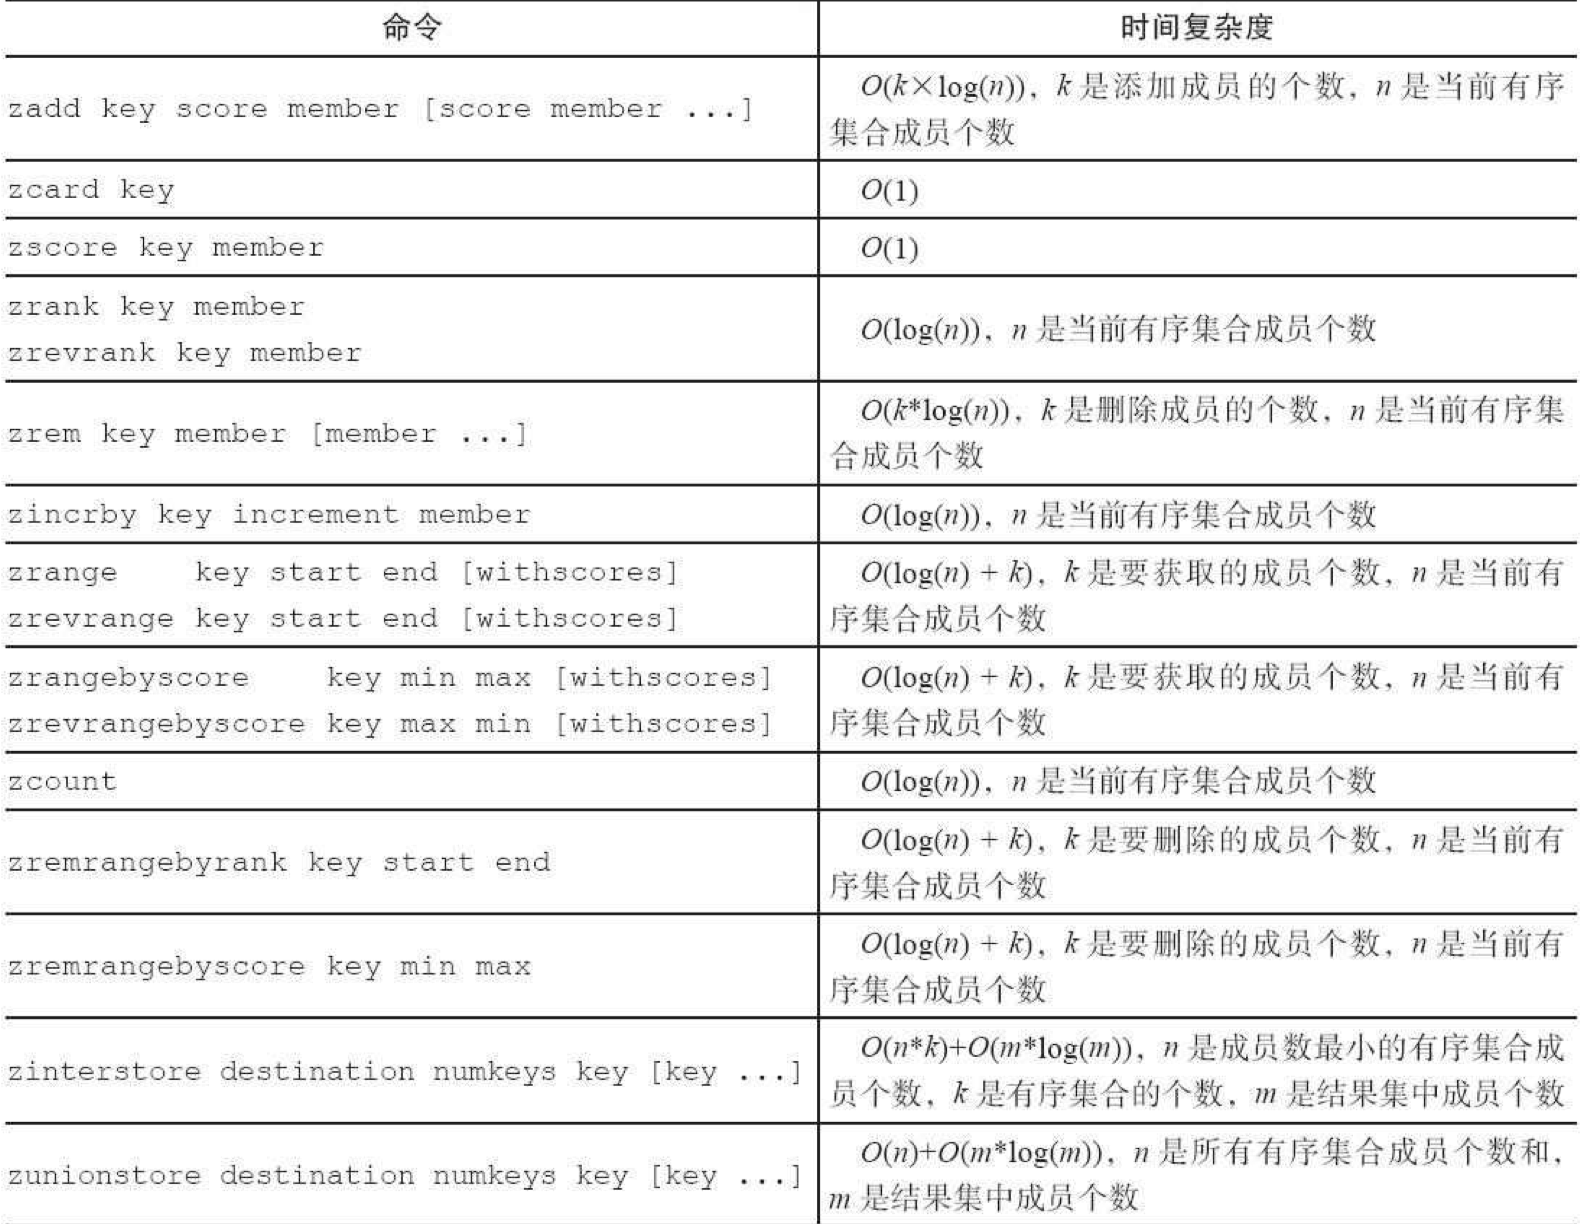 命令
时间复杂度
zadd key score member [score member ...]
O(k×log(n)), k 是添加成员的个数, n 是当前有序
集合成员个数
zcard key
O(1)
zscore key member
O(1)
zrank key member
zrevrank key member
O(log(n)), n 是当前有序集合成员个数
zrem key member [member ...]
O(k*log(n)), k 是删除成员的个数, n 是当前有序集
合成员个数
zincrby key increment member
O(log(n)), n 是当前有序集合成员个数
zrange    key start end [withscores]
zrevrange key start end [withscores]
O(log(n) + k), k 是要获取的成员个数, n 是当前有
序集合成员个数
zrangebyscore    key min max [withscores]
zrevrangebyscore key max min [withscores]
O(log(n) + k), k 是要获取的成员个数, n 是当前有
序集合成员个数
zcount
O(log(n)), n 是当前有序集合成员个数
zremrangebyrank key start end
O(log(n) + k), k 是要删除的成员个数, n 是当前有
序集合成员个数
zremrangebyscore key min max
O(log(n) + k), k 是要删除的成员个数, n 是当前有
序集合成员个数
zinterstore destination numkeys key [key ...]
O(n*k)+O(m*log(m)), n 是成员数最小的有序集合成
员个数, k 是有序集合的个数, m 是结果集中成员个数
zunionstore destination numkeys key [key ...]
O(n)+O(m*log(m)), n 是所有有序集合成员个数和,
m 是结果集中成员个数